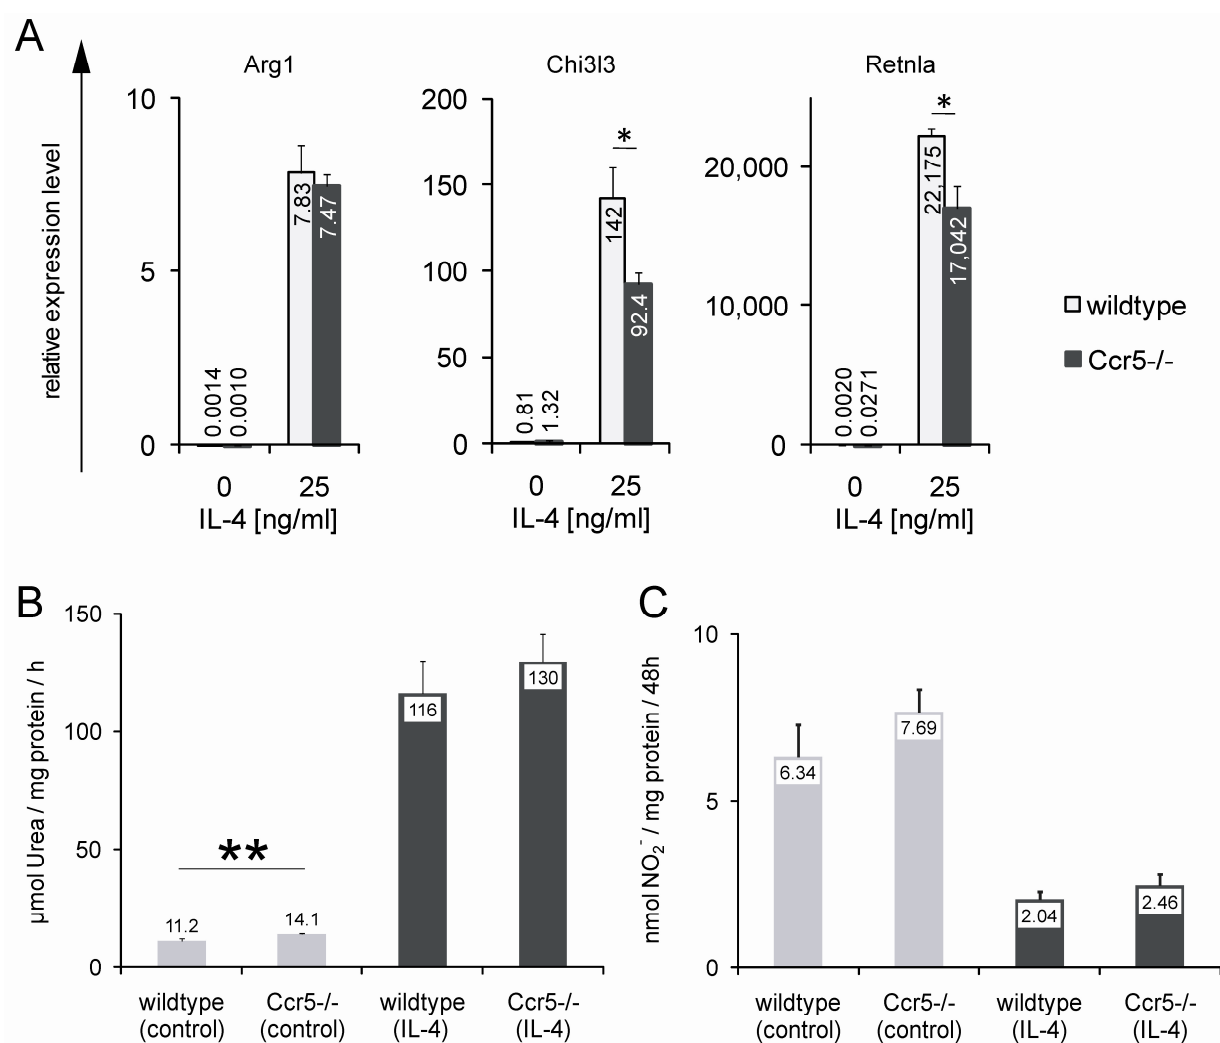 A
Arg1
Chi3l3
Retnla
relative expression level
10
5
0
0.0014
0.0010
7.83
7.47
0
25
IL-4 [ng/ml]
200
150
100
50
0
0.81
1.32
*
142
92.4
0
25
IL-4 [ng/ml]
20,000
10,000
0
0.0020
0.0271
*
22,175
17,042
0
25
IL-4 [ng/ml]
wildtype
Ccr5-/-
B
µmol Urea / mg protein / h
150
100
50
0
**
11.2
14.1
116
130
wildtype
(control)
Ccr5-/-
(control)
wildtype
(IL-4)
Ccr5-/-
(IL-4)
C
nmol NO₂⁻ / mg protein / 48h
10
5
0
6.34
7.69
2.04
2.46
wildtype
(control)
Ccr5-/-
(control)
wildtype
(IL-4)
Ccr5-/-
(IL-4)